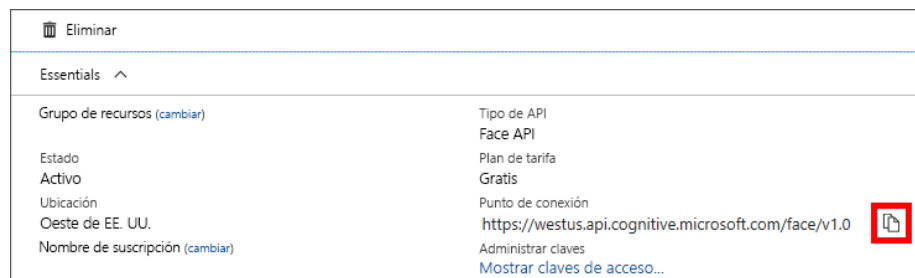 Eliminar
Essentials
Grupo de recursos (cambiar)
Tipo de API
Face API
Estado
Activo
Plan de tarifa
Gratis
Ubicación
Oeste de EE. UU.
Punto de conexión
https://westus.api.cognitive.microsoft.com/face/v1.0
Nombre de suscripción (cambiar)
Administrar claves
Mostrar claves de acceso...